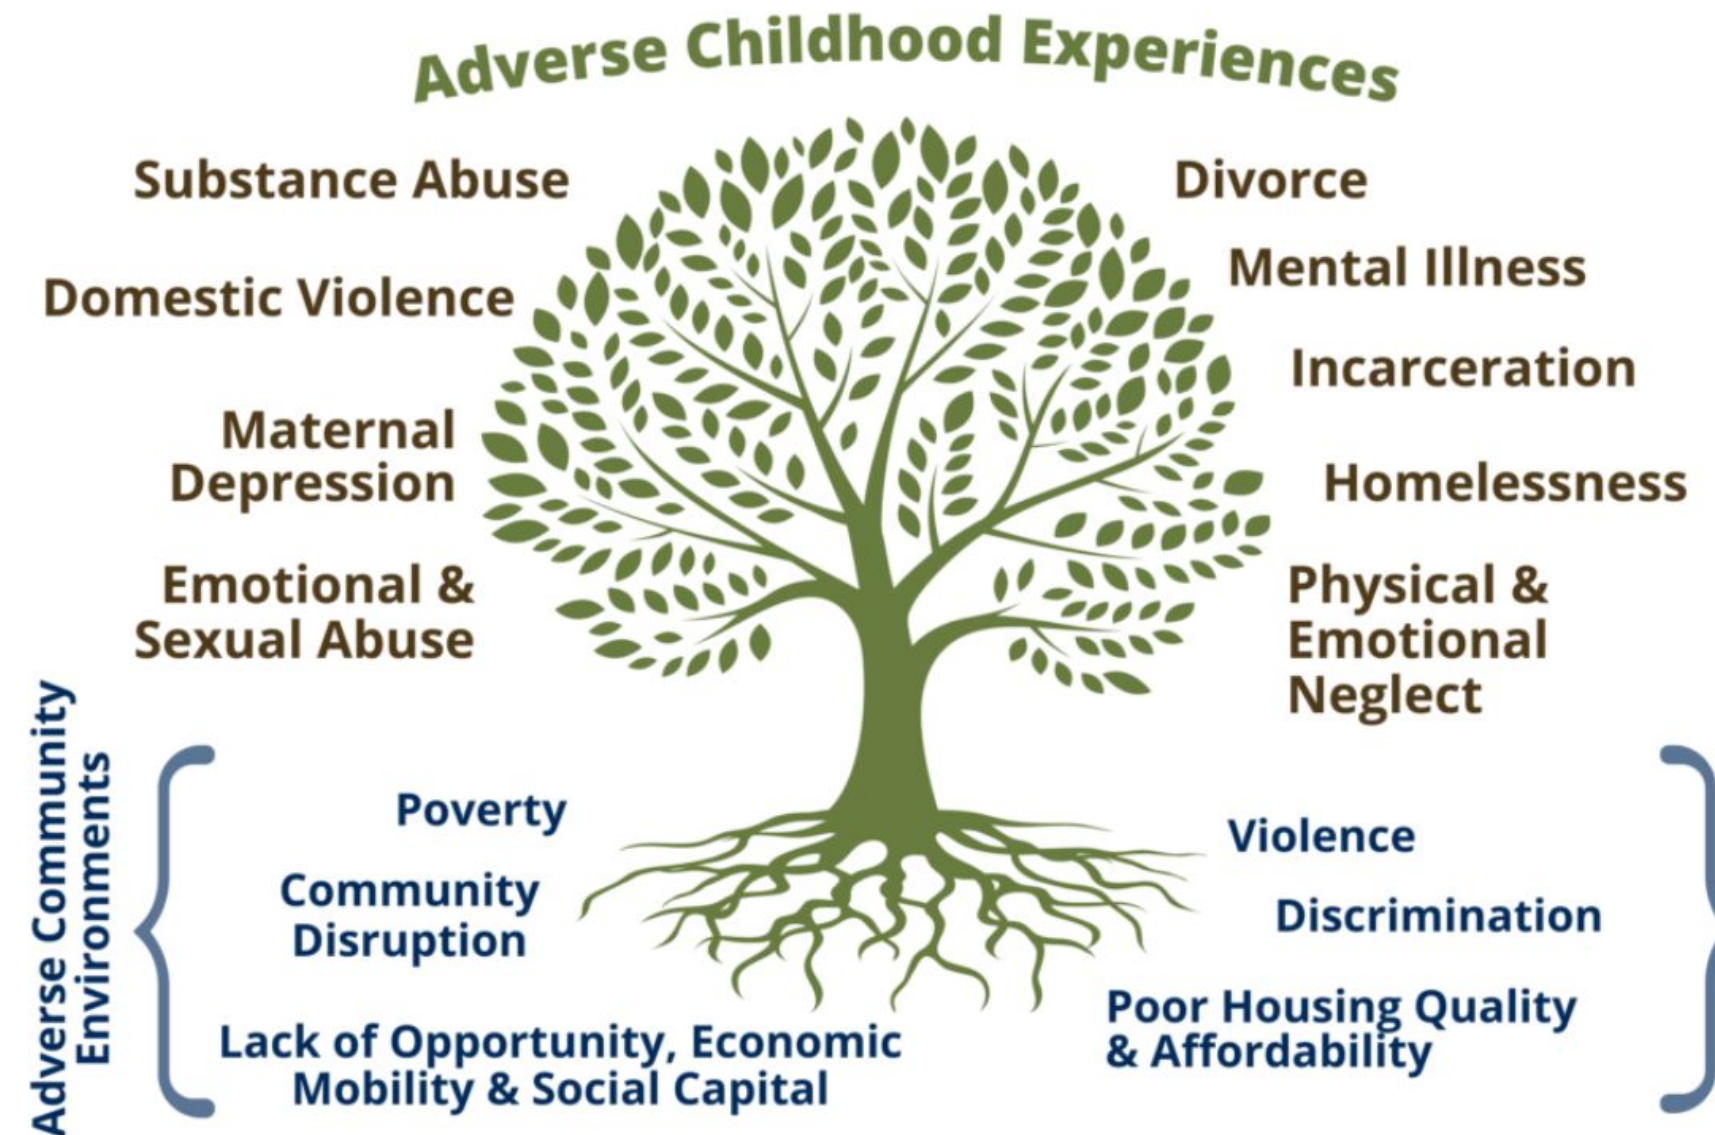 Adverse Childhood Experiences
Substance Abuse
Domestic Violence
Maternal
Depression
Emotional &
Sexual Abuse
Divorce
Mental Illness
Incarceration
Homelessness
Physical &
Emotional
Neglect
Adverse Community
Environments
Poverty
Community
Disruption
Lack of Opportunity, Economic
Mobility & Social Capital
Violence
Discrimination
Poor Housing Quality
& Affordability